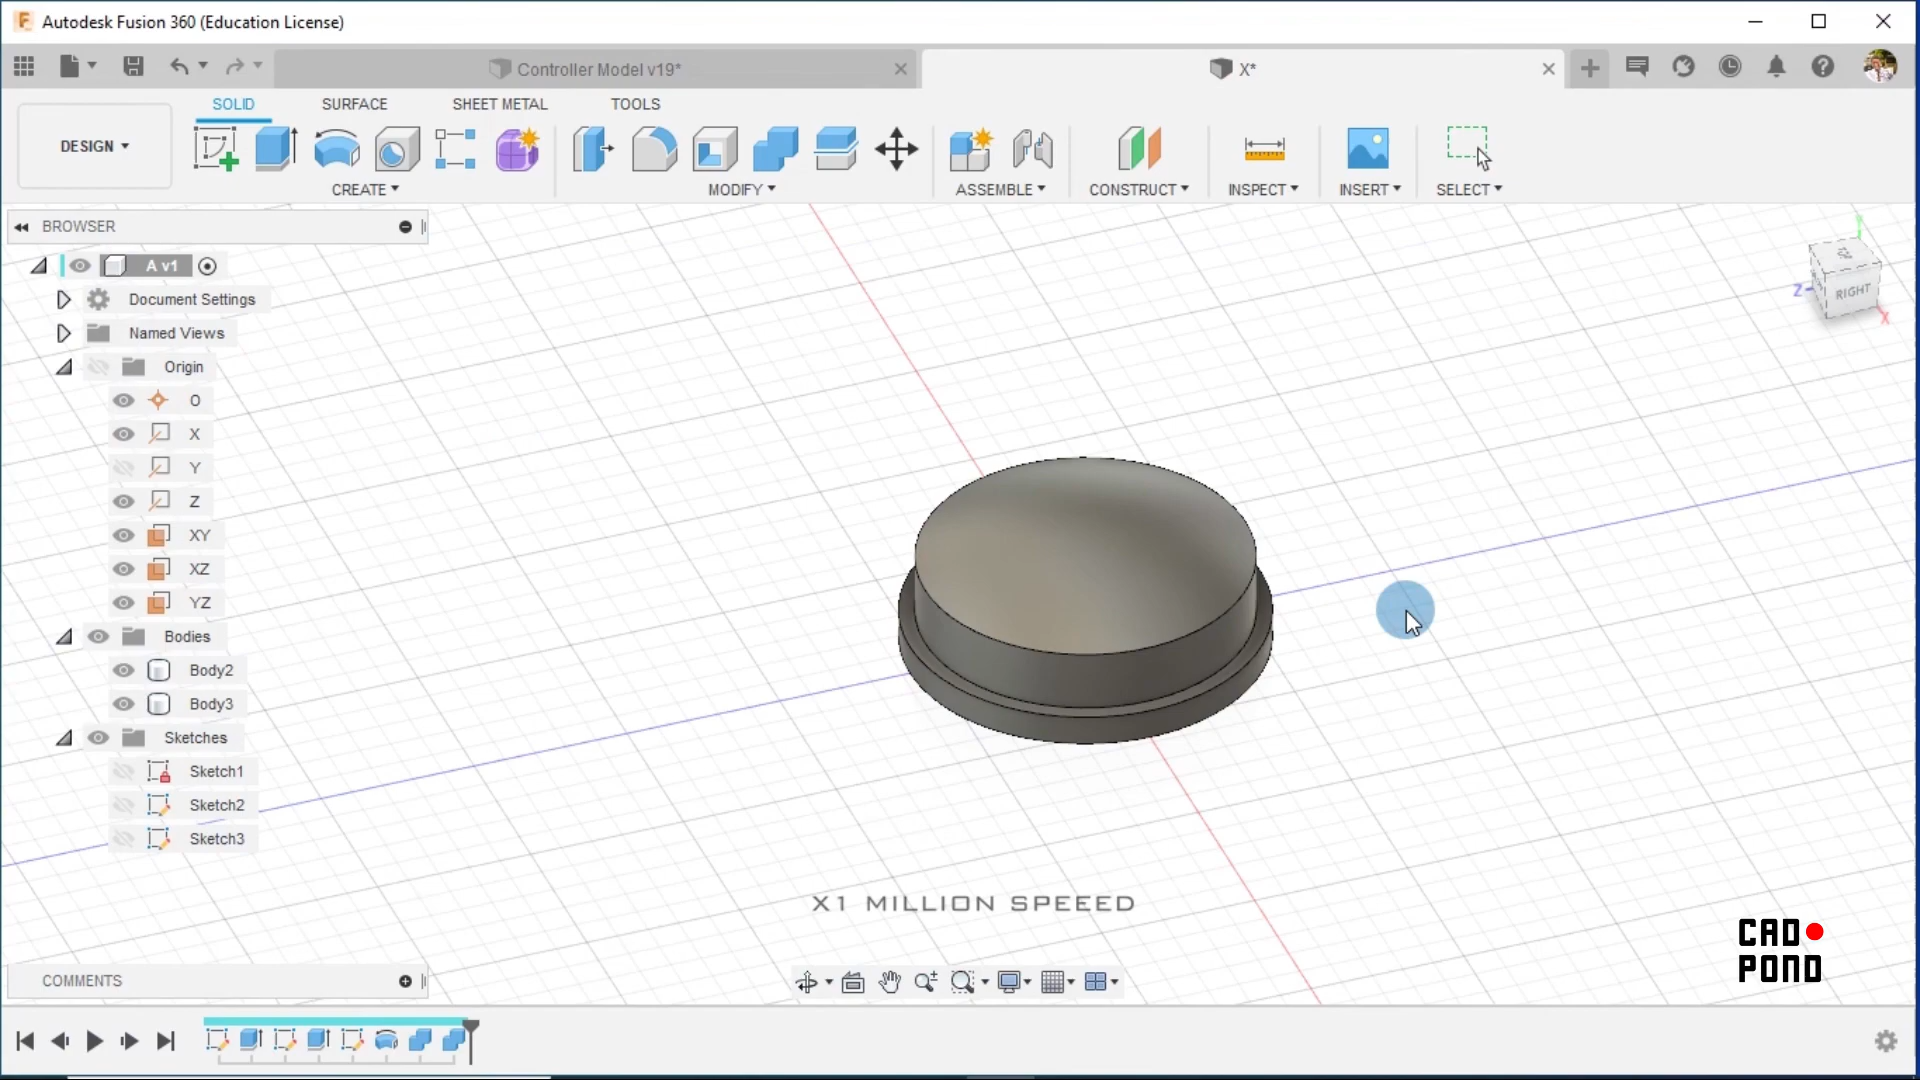 Autodesk Fusion 360 (Education License)
Controller Model v19*
X*
SOLID
SURFACE
SHEET METAL
TOOLS
DESIGN
CREATE
MODIFY
ASSEMBLE
CONSTRUCT
INSPECT
INSERT
SELECT
BROWSER
A v1
Document Settings
Named Views
Origin
O
X
Y
Z
XY
XZ
YZ
Bodies
Body2
Body3
Sketches
Sketch1
Sketch2
Sketch3
TOP
RIGHT
Z
X
X1 MILLION SPEEED
CAD
POND
COMMENTS